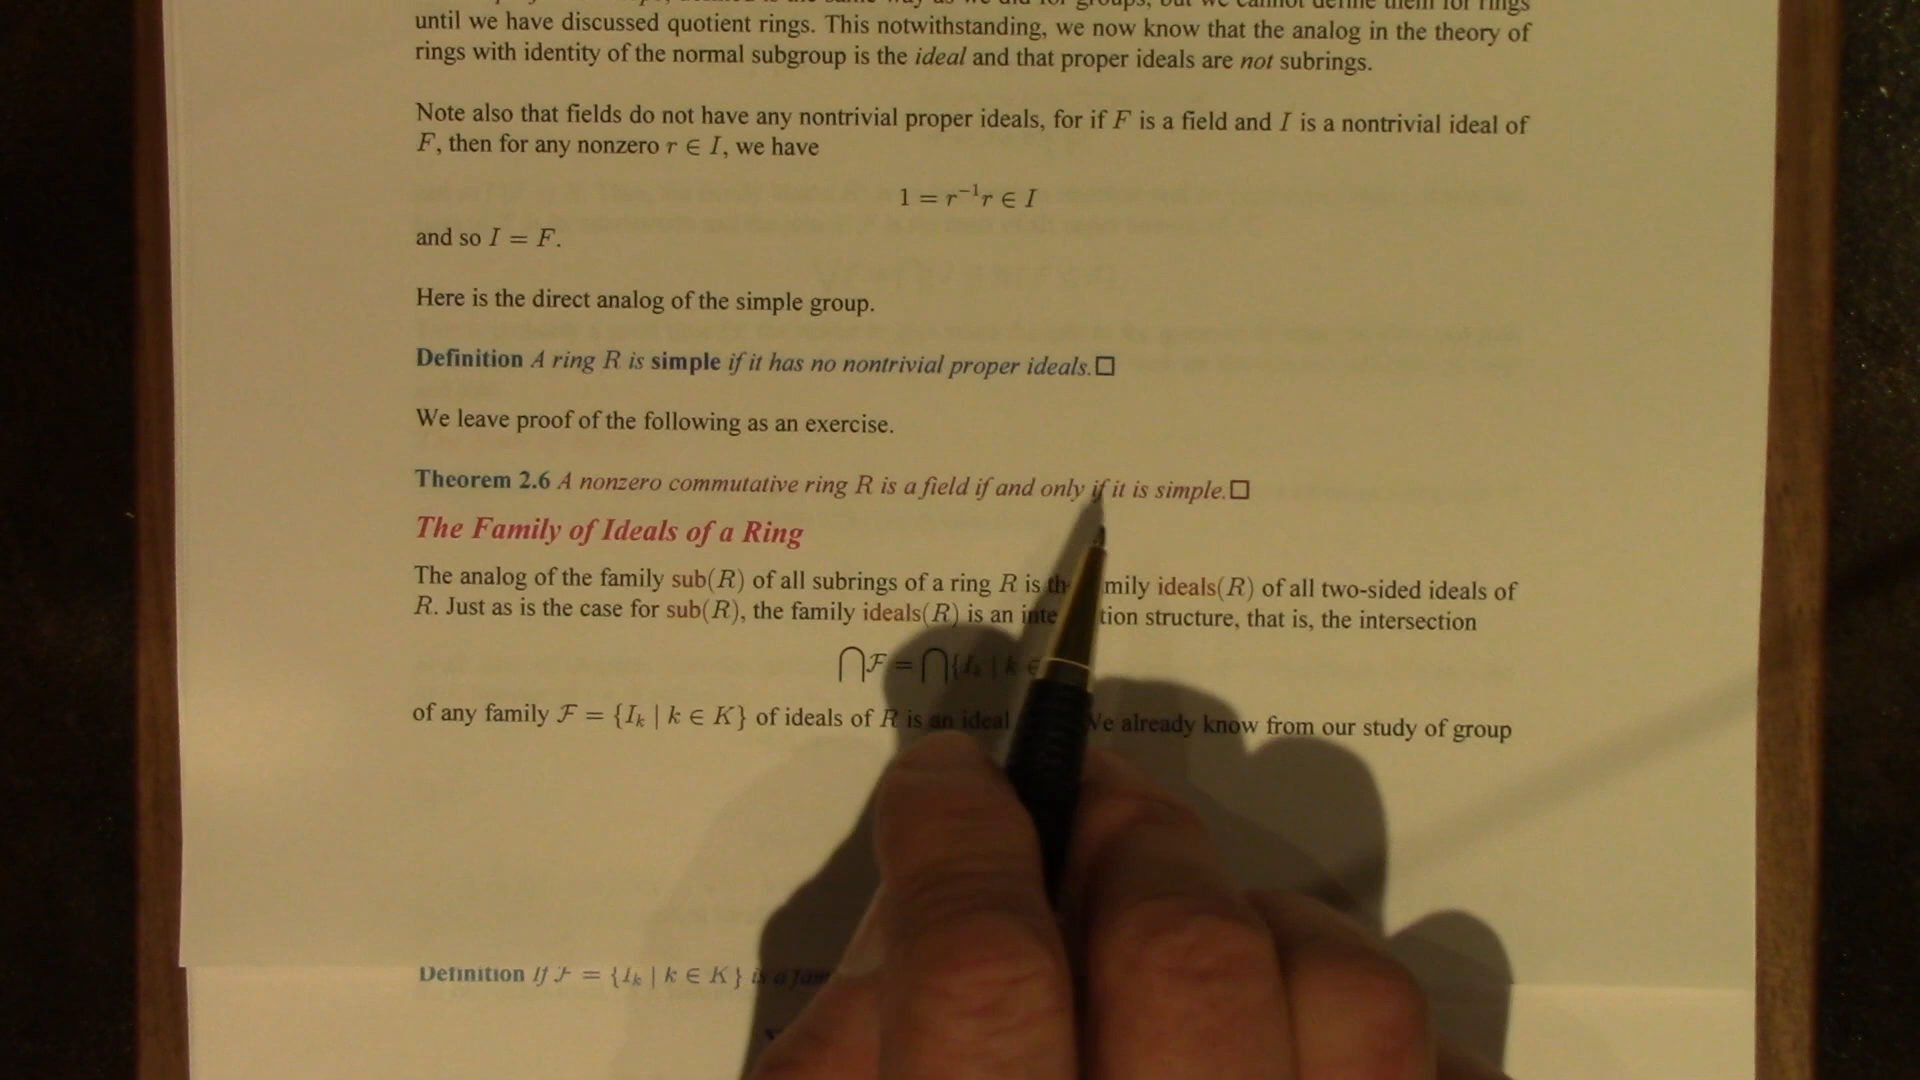 until we have discussed quotient rings. This notwithstanding, we now know that the analog in the theory of
rings with identity of the normal subgroup is the ideal and that proper ideals are not subrings.
Note also that fields do not have any nontrivial proper ideals, for if F is a field and I is a nontrivial ideal of
F, then for any nonzero r ∈ I, we have
1 = r⁻¹r ∈ I
and so I = F.
Here is the direct analog of the simple group.
Definition A ring R is simple if it has no nontrivial proper ideals.□
We leave proof of the following as an exercise.
Theorem 2.6 A nonzero commutative ring R is a field if and only if it is simple.□
The Family of Ideals of a Ring
The analog of the family sub(R) of all subrings of a ring R is ideals(R) of all two-sided ideals of
R. Just as is the case for sub(R), the family ideals(R) is an structure, that is, the intersection
⋂ℱ = ⋂{Iₖ | k ∈
of any family ℱ = {Iₖ | k ∈ K} of ideals of R is an ideal already know from our study of group
Definition If ℱ = {Iₖ | k ∈ K} is a